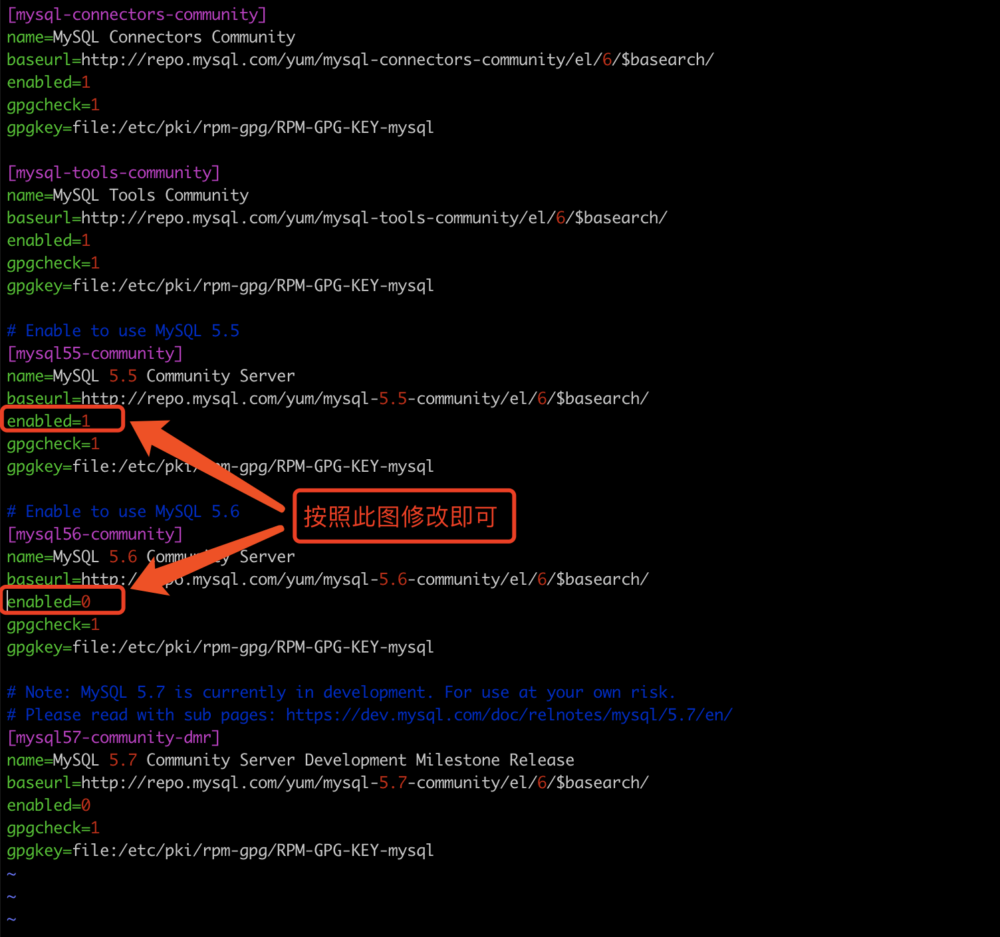 [mysql-connectors-community]
name=MySQL Connectors Community
baseurl=http://repo.mysql.com/yum/mysql-connectors-community/el/6/$basearch/
enabled=1
gpgcheck=1
gpgkey=file:/etc/pki/rpm-gpg/RPM-GPG-KEY-mysql
[mysql-tools-community]
name=MySQL Tools Community
baseurl=http://repo.mysql.com/yum/mysql-tools-community/el/6/$basearch/
enabled=1
gpgcheck=1
gpgkey=file:/etc/pki/rpm-gpg/RPM-GPG-KEY-mysql
# Enable to use MySQL 5.5
[mysql55-community]
name=MySQL 5.5 Community Server
baseurl=http://repo.mysql.com/yum/mysql-5.5-community/el/6/$basearch/
enabled=1
gpgcheck=1
gpgkey=file:/etc/pki/rpm-gpg/RPM-GPG-KEY-mysql
按照此图修改即可
# Enable to use MySQL 5.6
[mysql56-community]
name=MySQL 5.6 Community Server
baseurl=http://repo.mysql.com/yum/mysql-5.6-community/el/6/$basearch/
enabled=0
gpgcheck=1
gpgkey=file:/etc/pki/rpm-gpg/RPM-GPG-KEY-mysql
# Note: MySQL 5.7 is currently in development. For use at your own risk.
# Please read with sub pages: https://dev.mysql.com/doc/relnotes/mysql/5.7/en/
[mysql57-community-dmr]
name=MySQL 5.7 Community Server Development Milestone Release
baseurl=http://repo.mysql.com/yum/mysql-5.7-community/el/6/$basearch/
enabled=0
gpgcheck=1
gpgkey=file:/etc/pki/rpm-gpg/RPM-GPG-KEY-mysql
~
~
~